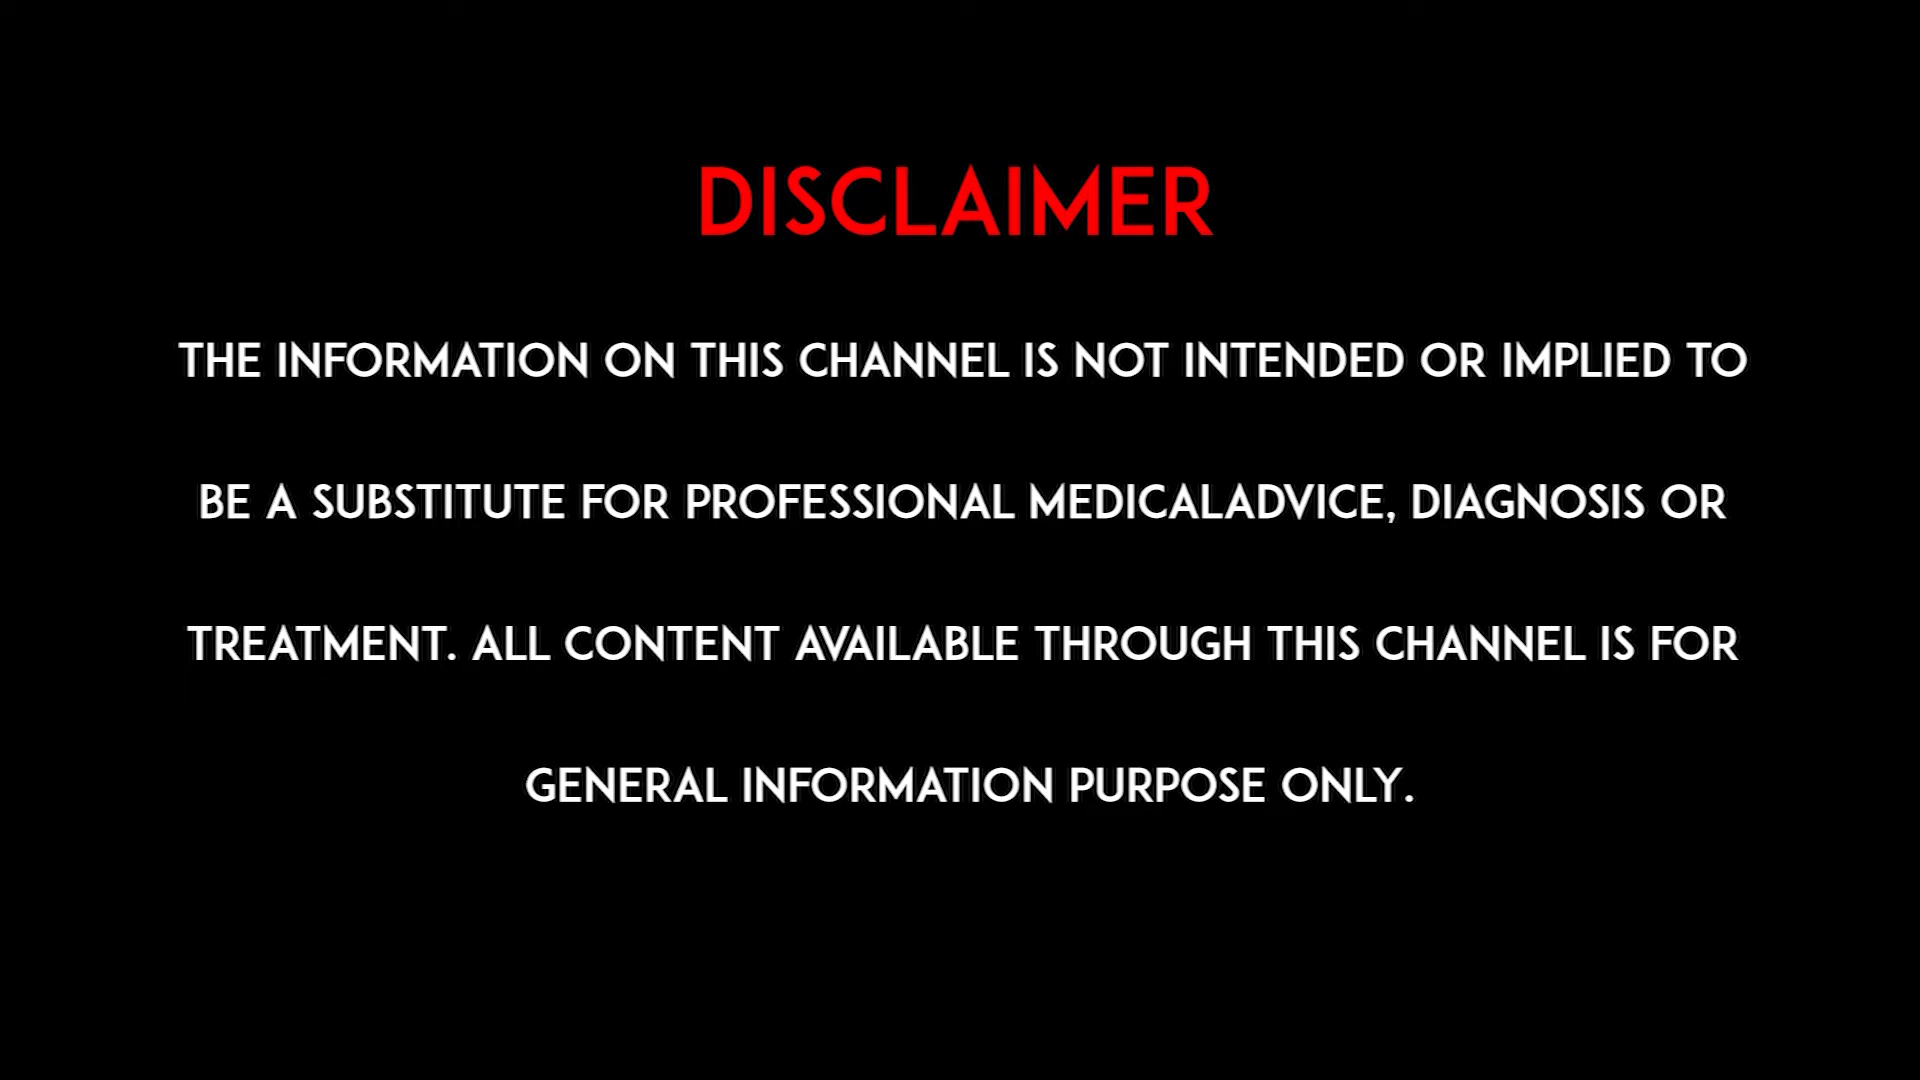 DISCLAIMER
THE INFORMATION ON THIS CHANNEL IS NOT INTENDED OR IMPLIED TO
BE A SUBSTITUTE FOR PROFESSIONAL MEDICALADVICE, DIAGNOSIS OR
TREATMENT. ALL CONTENT AVAILABLE THROUGH THIS CHANNEL IS FOR
GENERAL INFORMATION PURPOSE ONLY.